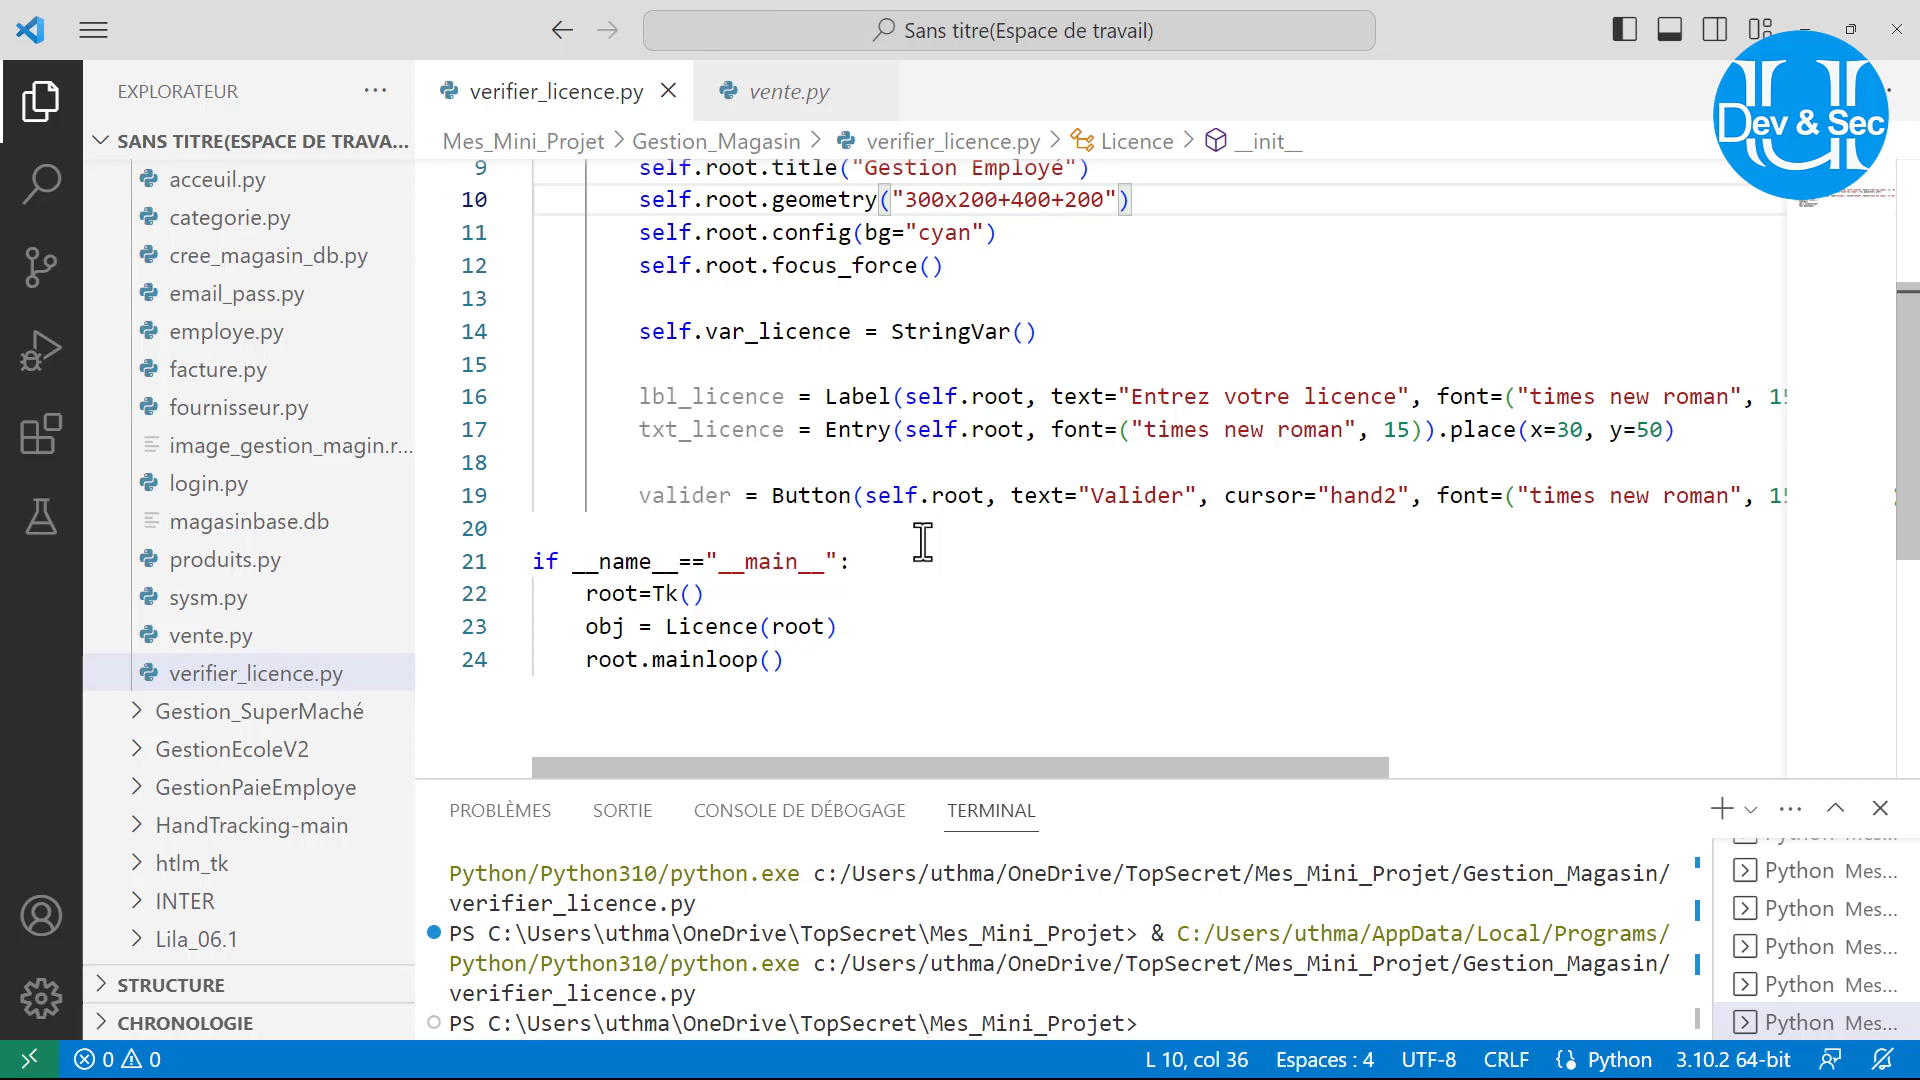 Sans titre(Espace de travail)
EXPLORATEUR
verifier_licence.py
vente.py
Dev & Sec
SANS TITRE(ESPACE DE TRAVA...
Mes_Mini_Projet > Gestion_Magasin > verifier_licence.py > Licence > __init__
acceuil.py
categorie.py
cree_magasin_db.py
email_pass.py
employe.py
facture.py
fournisseur.py
image_gestion_magin.r...
login.py
magasinbase.db
produits.py
sysm.py
vente.py
verifier_licence.py
Gestion_SuperMaché
GestionEcoleV2
GestionPaieEmploye
HandTracking-main
htlm_tk
INTER
Lila_06.1
STRUCTURE
CHRONOLOGIE
9 self.root.title("Gestion Employé")
10 self.root.geometry("300x200+400+200")
11 self.root.config(bg="cyan")
12 self.root.focus_force()
13
14 self.var_licence = StringVar()
15
16 lbl_licence = Label(self.root, text="Entrez votre licence", font=("times new roman", 15
17 txt_licence = Entry(self.root, font=("times new roman", 15)).place(x=30, y=50)
18
19 valider = Button(self.root, text="Valider", cursor="hand2", font=("times new roman", 15
20
21 if __name__=="__main__":
22 root=Tk()
23 obj = Licence(root)
24 root.mainloop()
PROBLÈMES SORTIE CONSOLE DE DÉBOGAGE TERMINAL
Python/Python310/python.exe c:/Users/uthma/OneDrive/TopSecret/Mes_Mini_Projet/Gestion_Magasin/
verifier_licence.py
PS C:\Users\uthma\OneDrive\TopSecret\Mes_Mini_Projet> & C:/Users/uthma/AppData/Local/Programs/
Python/Python310/python.exe c:/Users/uthma/OneDrive/TopSecret/Mes_Mini_Projet/Gestion_Magasin/
verifier_licence.py
PS C:\Users\uthma\OneDrive\TopSecret\Mes_Mini_Projet>
Python Mes...
Python Mes...
Python Mes...
Python Mes...
Python Mes...
0 0
L 10, col 36 Espaces : 4 UTF-8 CRLF Python 3.10.2 64-bit